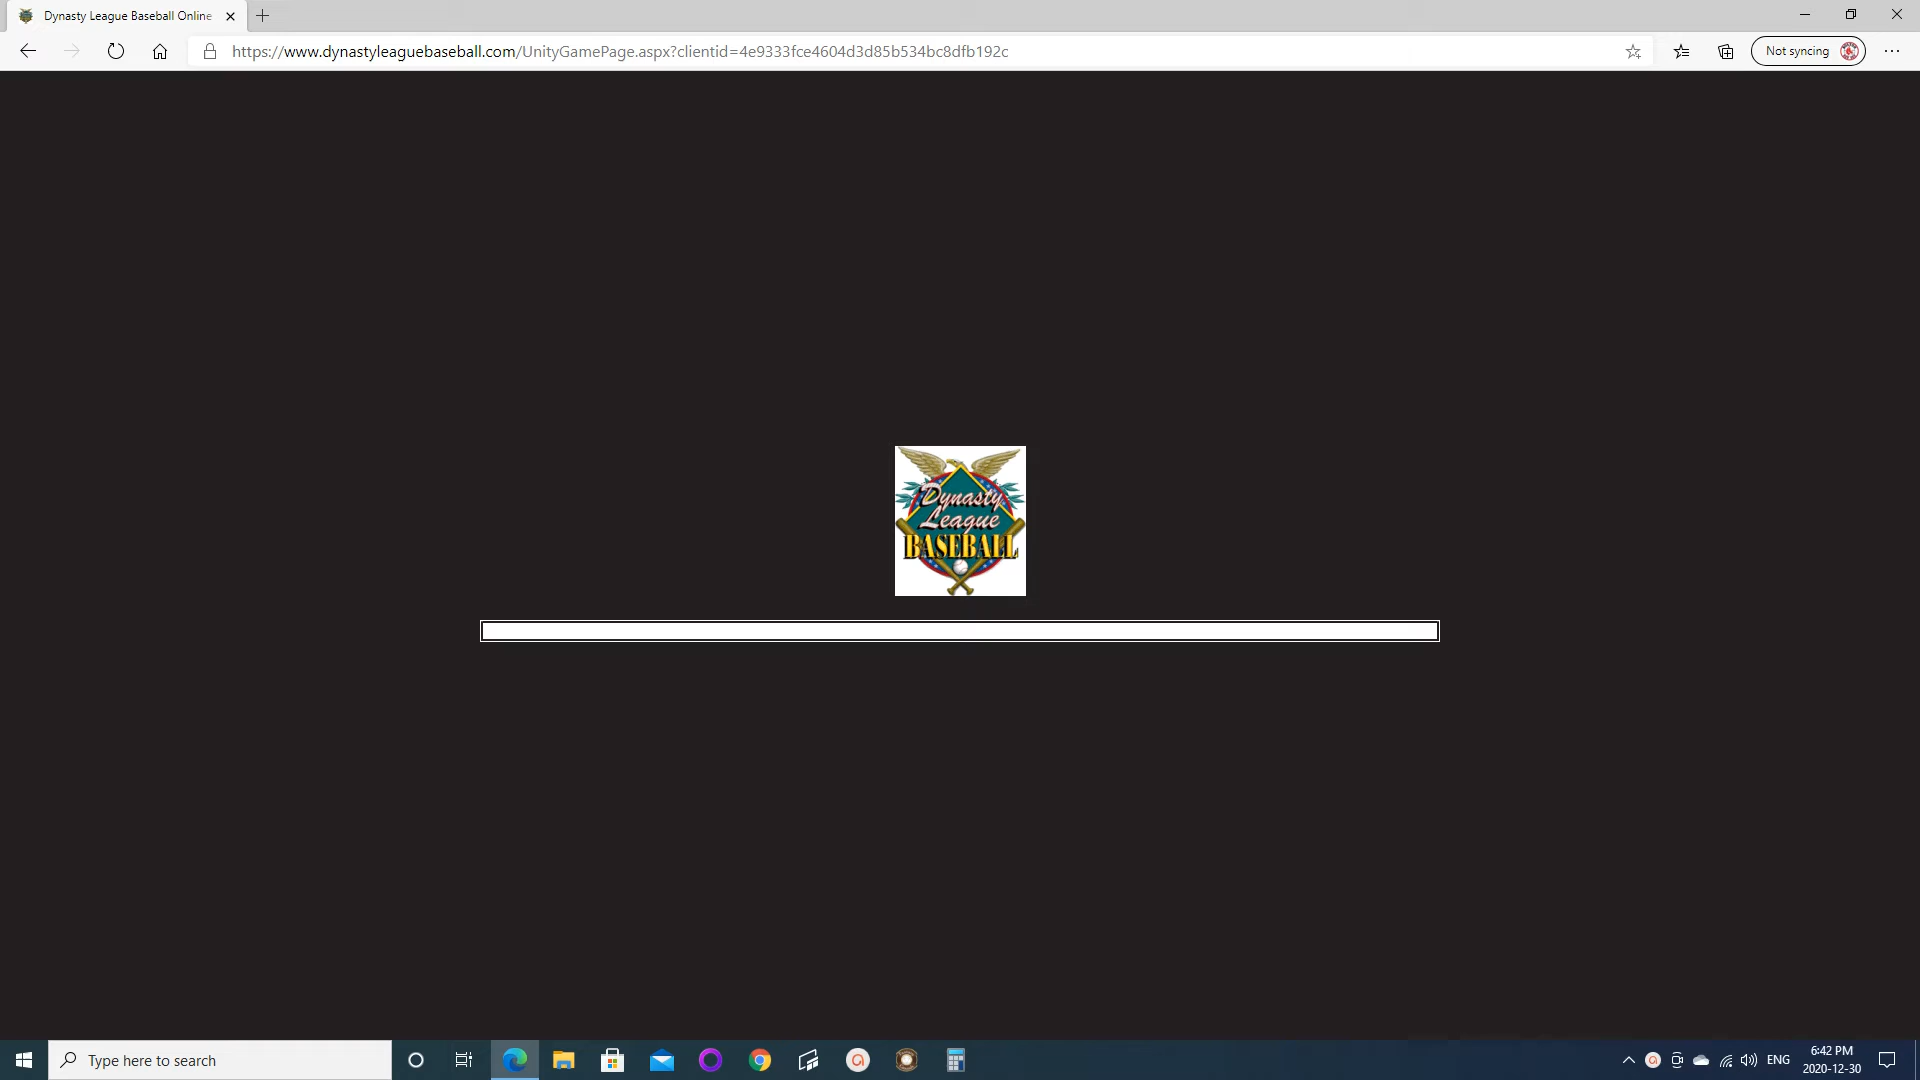 Dynasty League Baseball Online
https://www.dynastyleaguebaseball.com/UnityGamePage.aspx?clientid=4e9333fce4604d3d85b534bc8dfb192c
Not syncing
Dynasty
League
BASEBALL
Type here to search
ENG
6:42 PM
2020-12-30